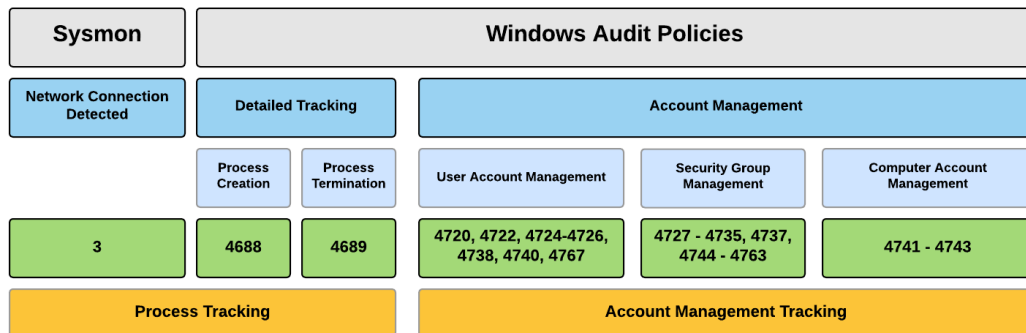 Sysmon
Windows Audit Policies
Network Connection
Detected
Detailed Tracking
Account Management
Process
Creation
Process
Termination
User Account Management
Security Group
Management
Computer Account
Management
3
4688
4689
4720, 4722, 4724-4726,
4738, 4740, 4767
4727 - 4735, 4737,
4744 - 4763
4741 - 4743
Process Tracking
Account Management Tracking